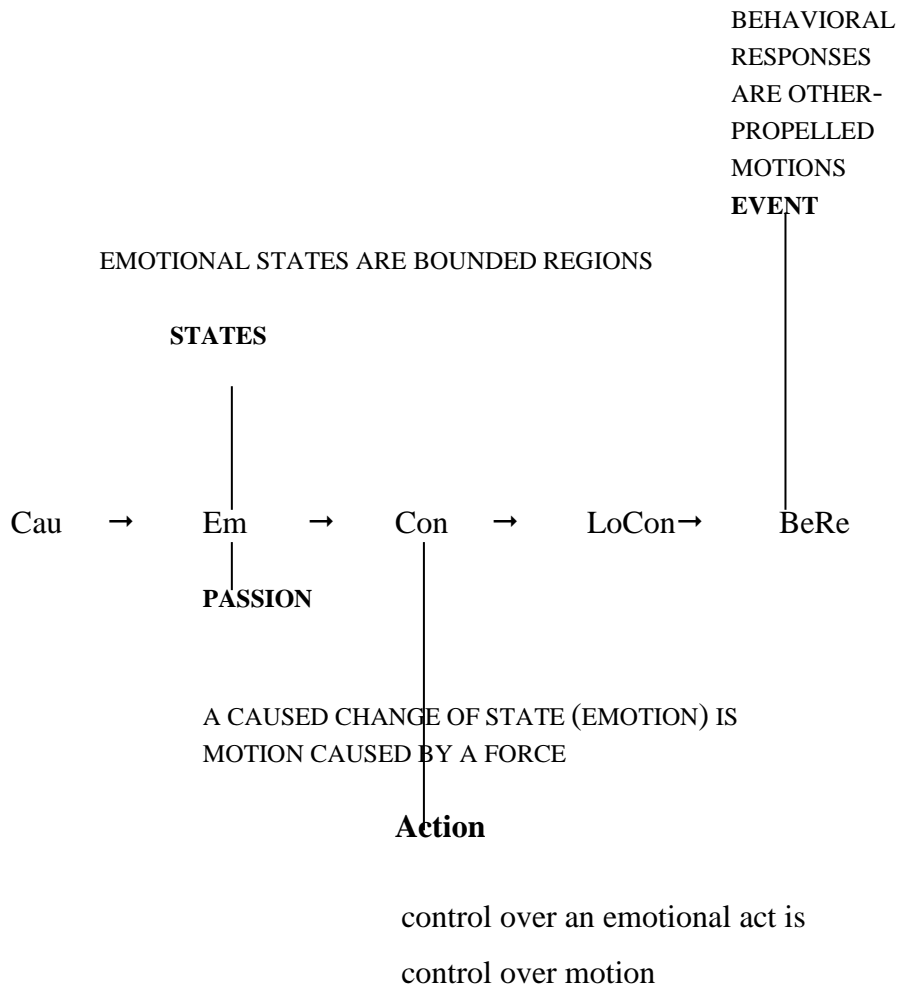 BEHAVIORAL
RESPONSES
ARE OTHER-
PROPELLED
MOTIONS
EVENT
EMOTIONAL STATES ARE BOUNDED REGIONS
STATES
Cau → Em → Con → LoCon→ BeRe
PASSION
A CAUSED CHANGE OF STATE (EMOTION) IS
MOTION CAUSED BY A FORCE
Action
control over an emotional act is
control over motion